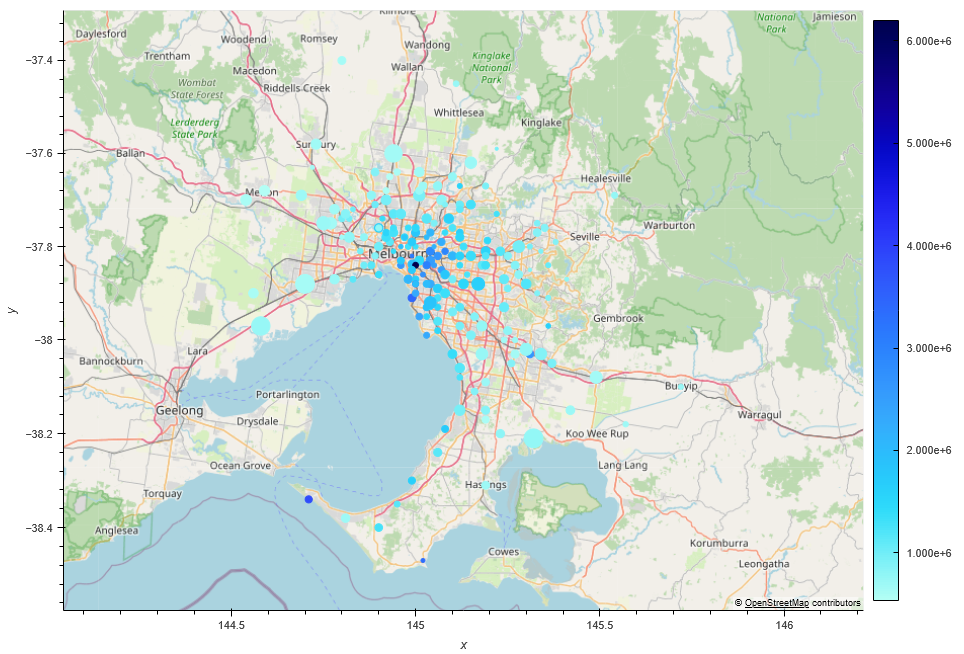 Kilmore
National
Park
Jamieson
Daylesford
Woodend
Romsey
Wandong
Trentham
Kinglake
National
Park
Macedon
Wallan
Wombat
State Forest
Riddells Creek
Whittlesea
Lerderderg
State Park
Kinglake
Sunbury
Ballan
Healesville
Melton
Warburton
Seville
Melbourne
Gembrook
Lara
Bannockburn
Bunyip
Portarlington
Geelong
Warragul
Drysdale
Koo Wee Rup
Ocean Grove
Lang Lang
Hastings
Torquay
Anglesea
Korumburra
Cowes
Leongatha
© OpenStreetMap contributors
−37.4
−37.6
−37.8
−38
−38.2
−38.4
y
144.5
145
145.5
146
x
6.000e+6
5.000e+6
4.000e+6
3.000e+6
2.000e+6
1.000e+6